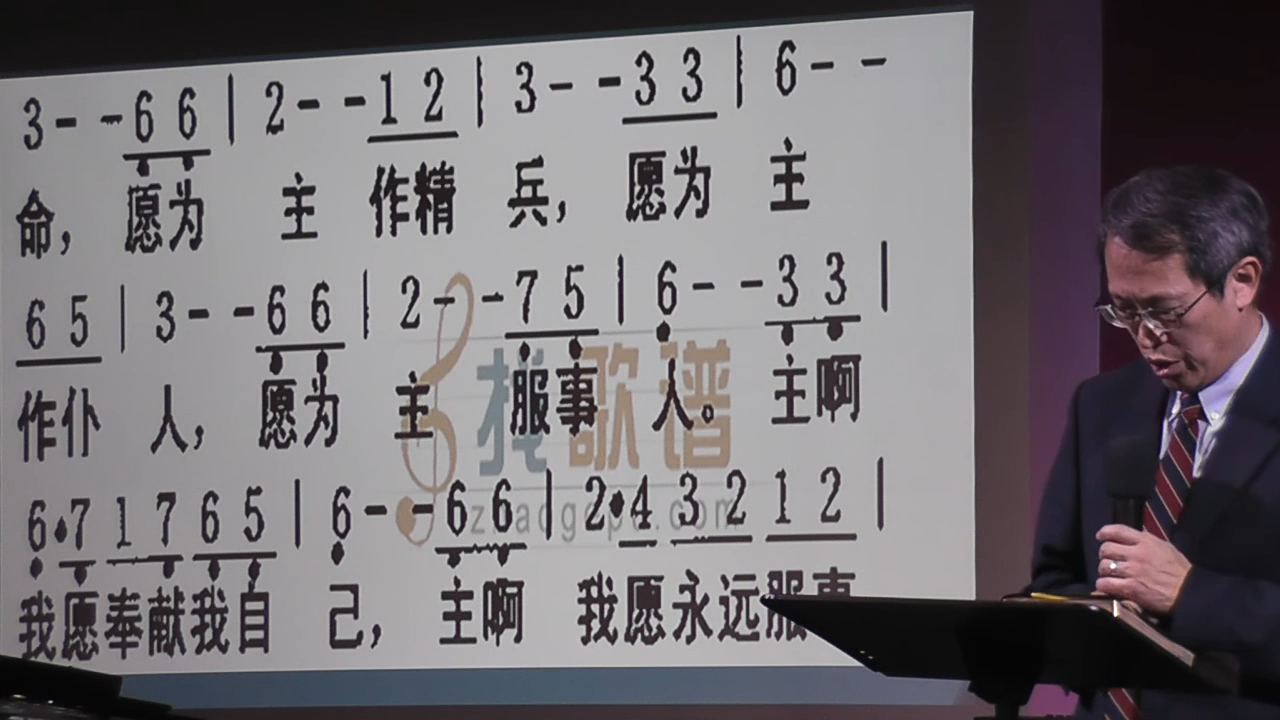 3 - - 6 6 | 2 - - 1 2 | 3 - - 3 3 | 6 - -
命， 愿为 主 作精 兵， 愿为 主
6 5 | 3 - - 6 6 | 2 - - 7 5 | 6 - - 3 3 |
作仆 人， 愿为 主 服事 人。 主啊
找歌谱
6·7 1 7 6 5 | 6 - - 6 6 | 2·4 3 2 1 2 |
我愿奉献我自 己， 主啊 我愿永远服事